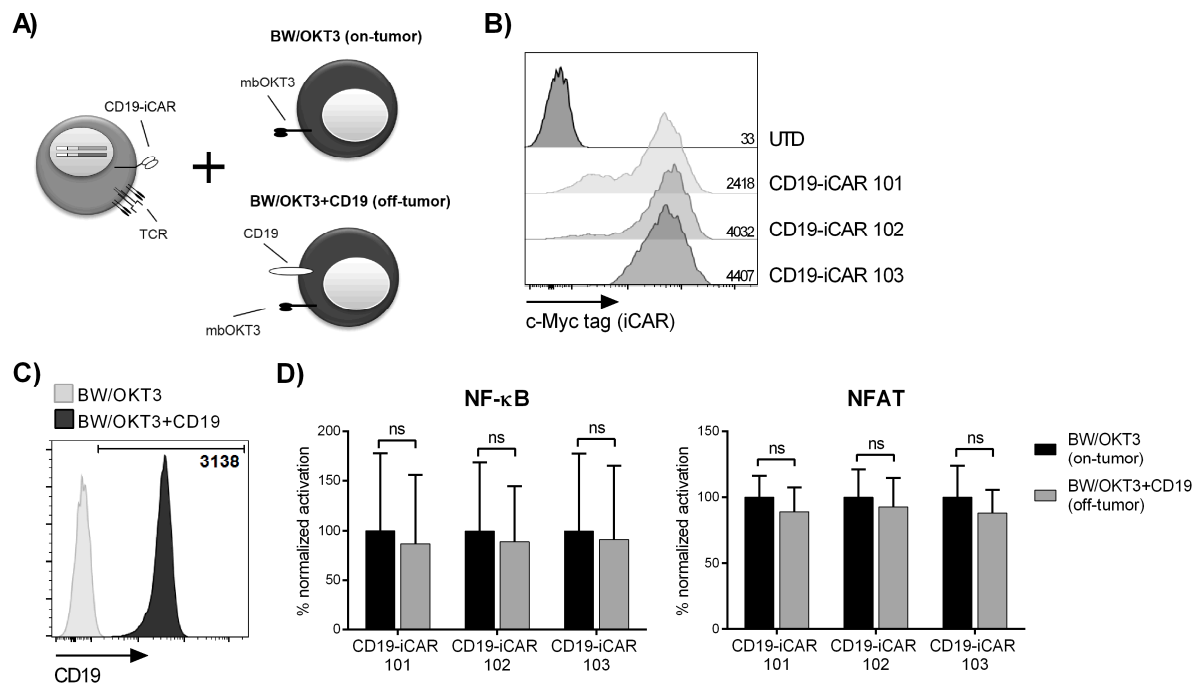 A)
BW/OKT3 (on-tumor)
mbOKT3
CD19-iCAR
+
TCR
BW/OKT3+CD19 (off-tumor)
CD19
mbOKT3
B)
33 UTD
2418 CD19-iCAR 101
4032 CD19-iCAR 102
4407 CD19-iCAR 103
c-Myc tag (iCAR)
C)
BW/OKT3
BW/OKT3+CD19
3138
CD19
D)
NF-κB
% normalized activation
200
150
100
50
0
ns ns ns
CD19-iCAR CD19-iCAR CD19-iCAR
101 102 103
NFAT
% normalized activation
150
100
50
0
ns ns ns
CD19-iCAR CD19-iCAR CD19-iCAR
101 102 103
BW/OKT3
(on-tumor)
BW/OKT3+CD19
(off-tumor)